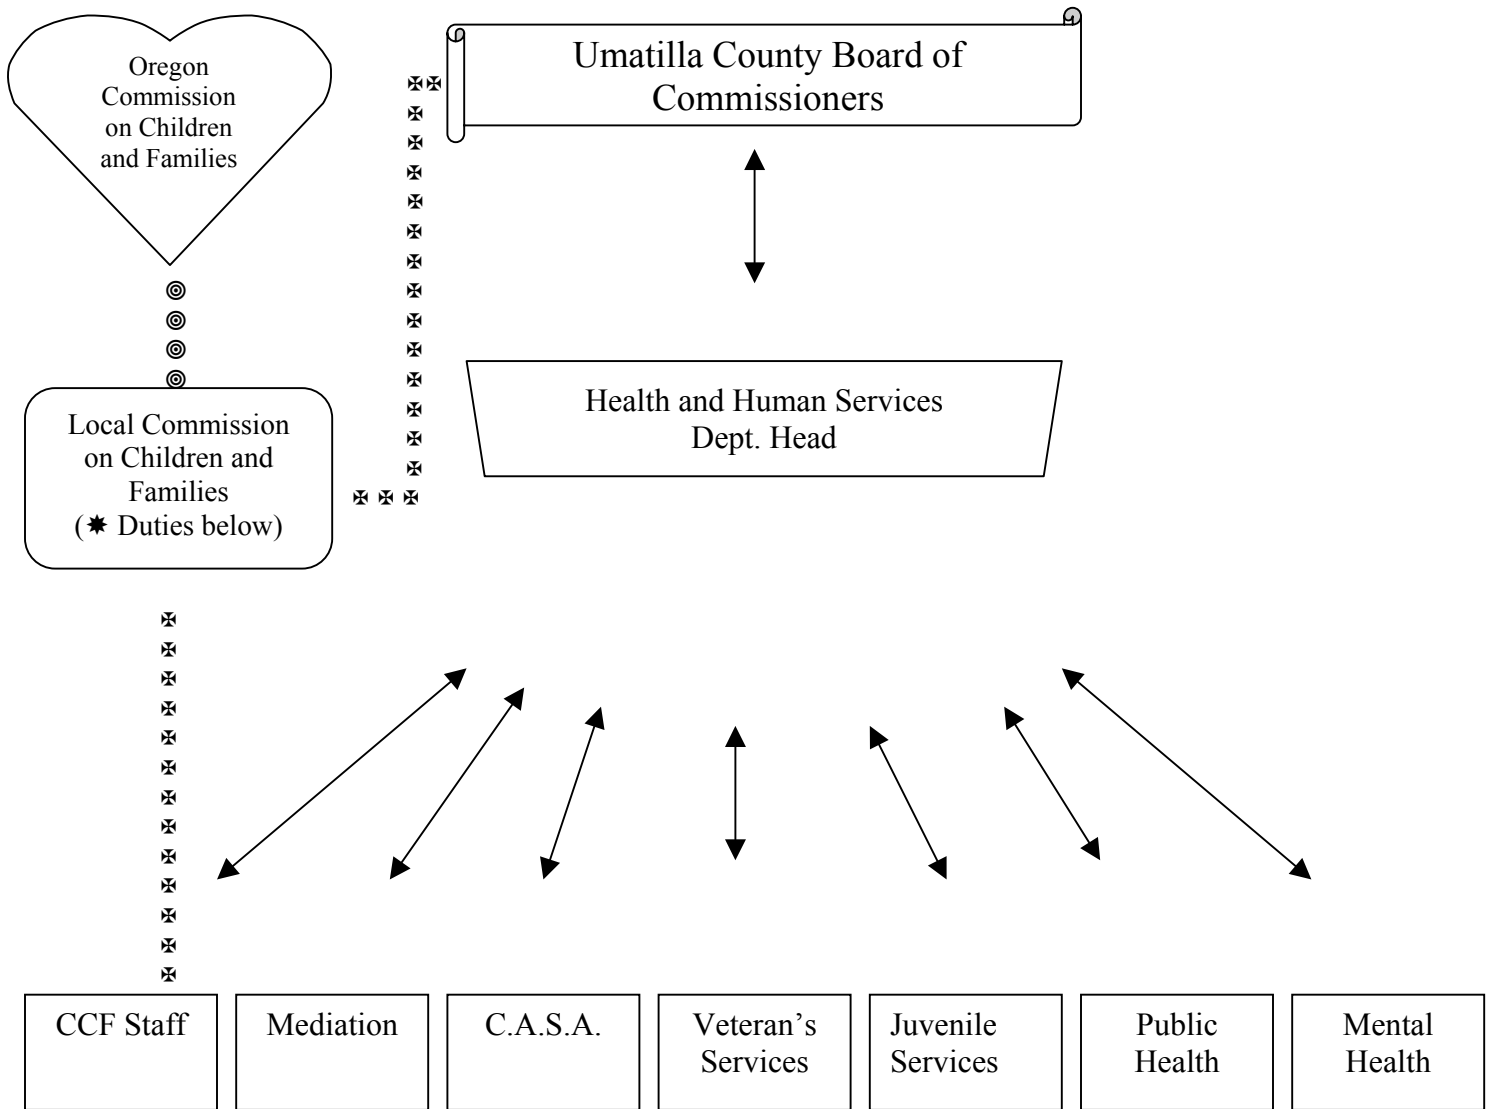 Oregon
Commission
on Children
and Families
Umatilla County Board of
Commissioners
Health and Human Services
Dept. Head
Local Commission
on Children and
Families
(✷ Duties below)
CCF Staff
Mediation
C.A.S.A.
Veteran’s
Services
Juvenile
Services
Public
Health
Mental
Health